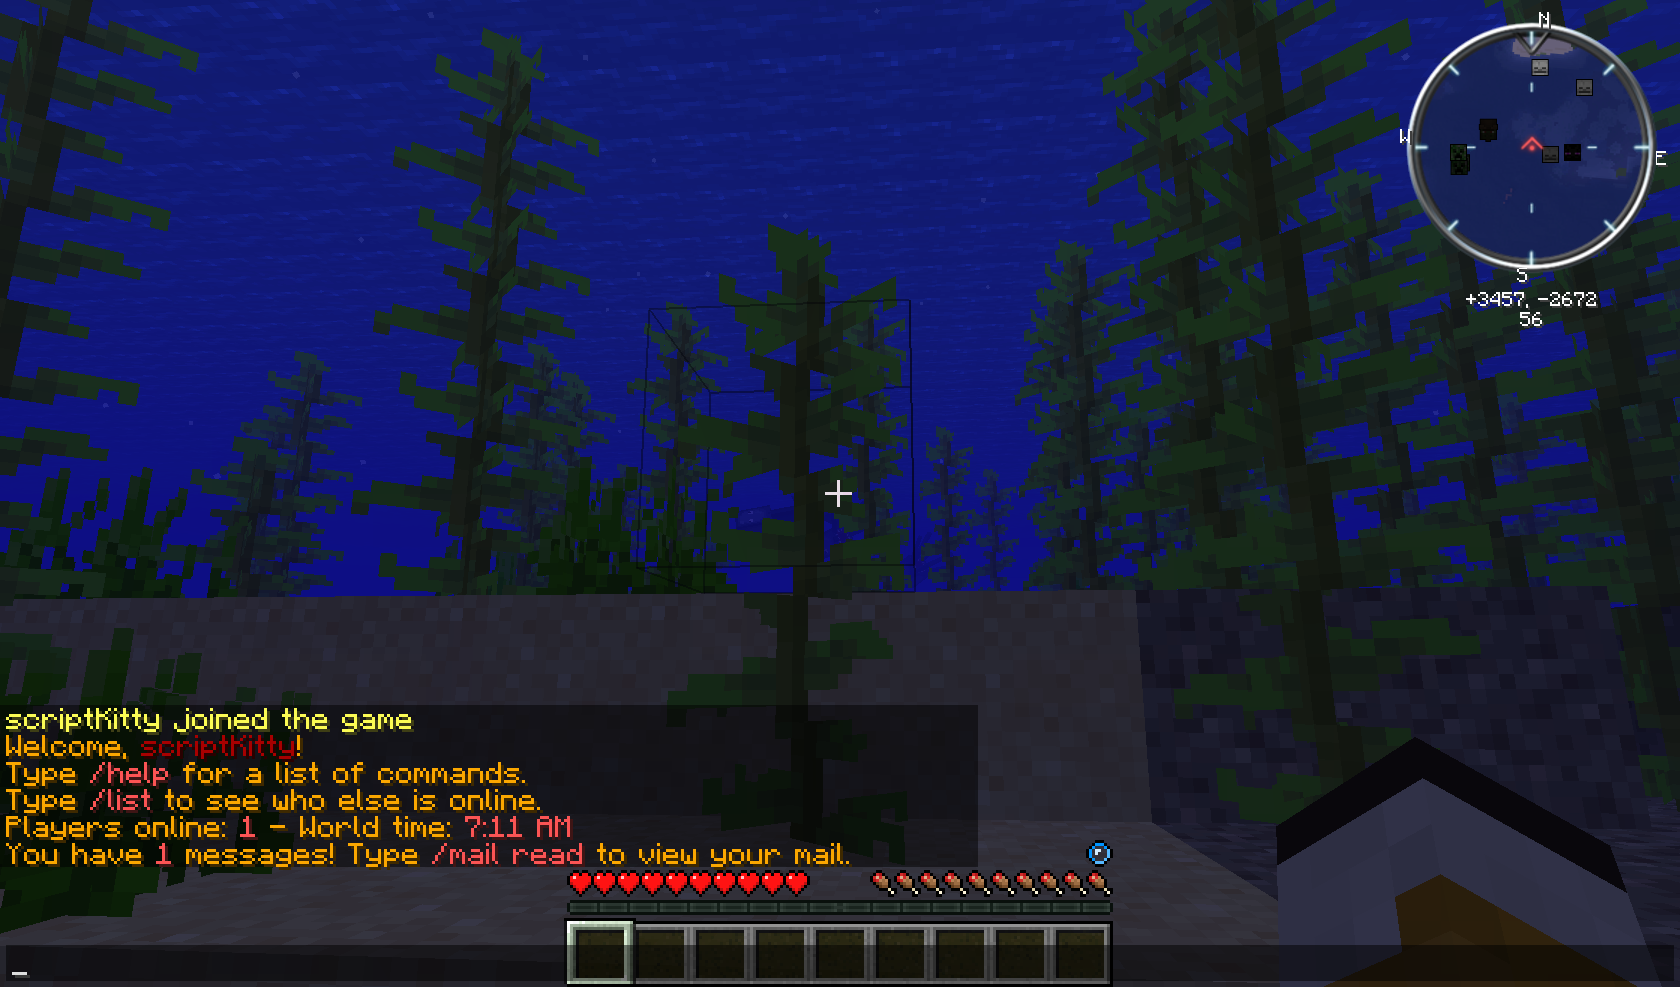 N
W
E
S
+3457, -2672
56
scriptKitty joined the game
Welcome, scriptKitty!
Type /help for a list of commands.
Type /list to see who else is online.
Players online: 1 - World time: 7:11 AM
You have 1 messages! Type /mail read to view your mail.
_